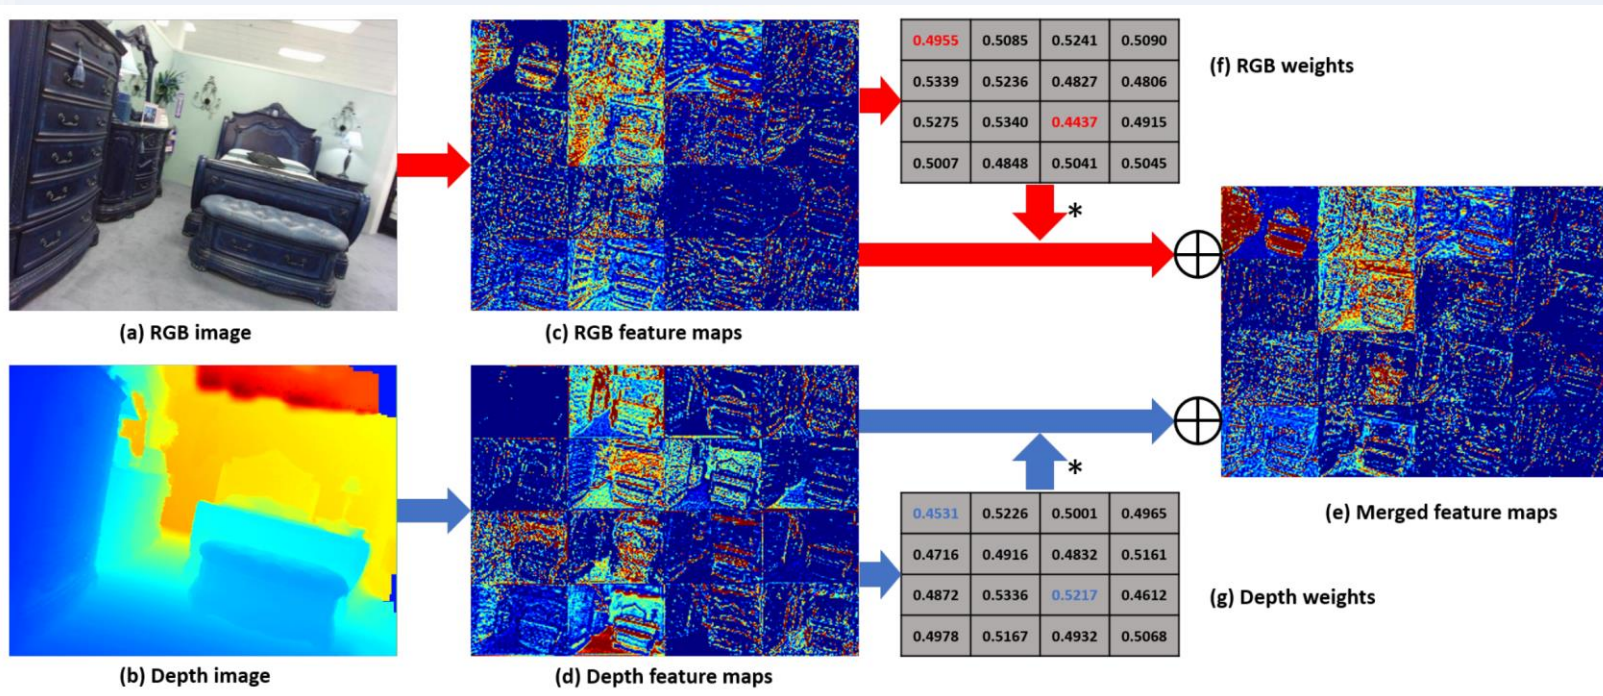 0.4955 0.5085 0.5241 0.5090
0.5339 0.5236 0.4827 0.4806
0.5275 0.5340 0.4437 0.4915
0.5007 0.4848 0.5041 0.5045
(f) RGB weights
*
(a) RGB image
(c) RGB feature maps
*
0.4531 0.5226 0.5001 0.4965
0.4716 0.4916 0.4832 0.5161
0.4872 0.5336 0.5217 0.4612
0.4978 0.5167 0.4932 0.5068
(e) Merged feature maps
(g) Depth weights
(b) Depth image
(d) Depth feature maps